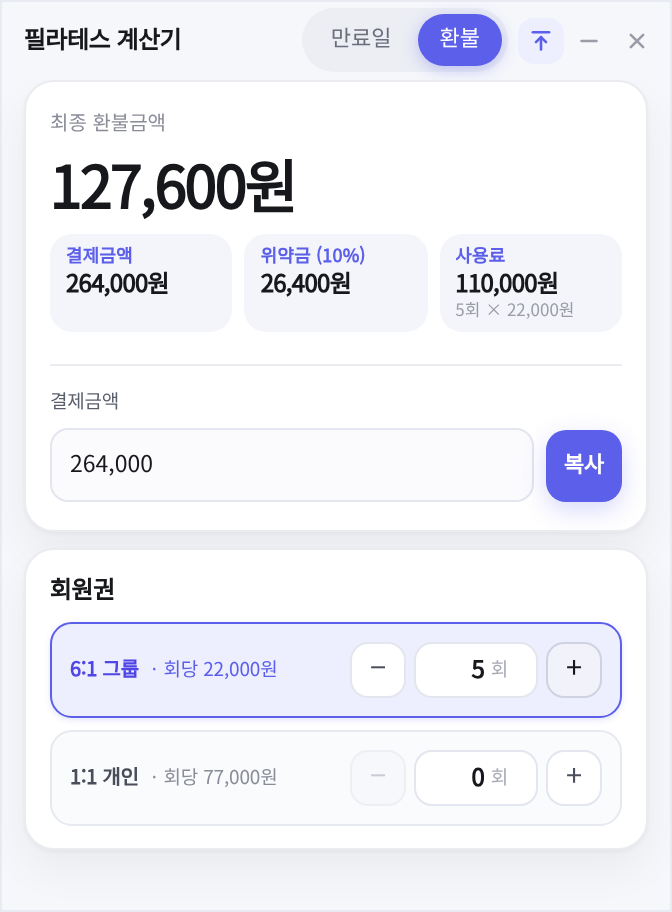 필라테스 계산기
만료일 환불
최종 환불금액
127,600원
결제금액 위약금 (10%) 사용료
264,000원 26,400원 110,000원
5회 × 22,000원
결제금액
264,000 복사
회원권
6:1 그룹 · 회당 22,000원 − 5 회 +
1:1 개인 · 회당 77,000원 − 0 회 +